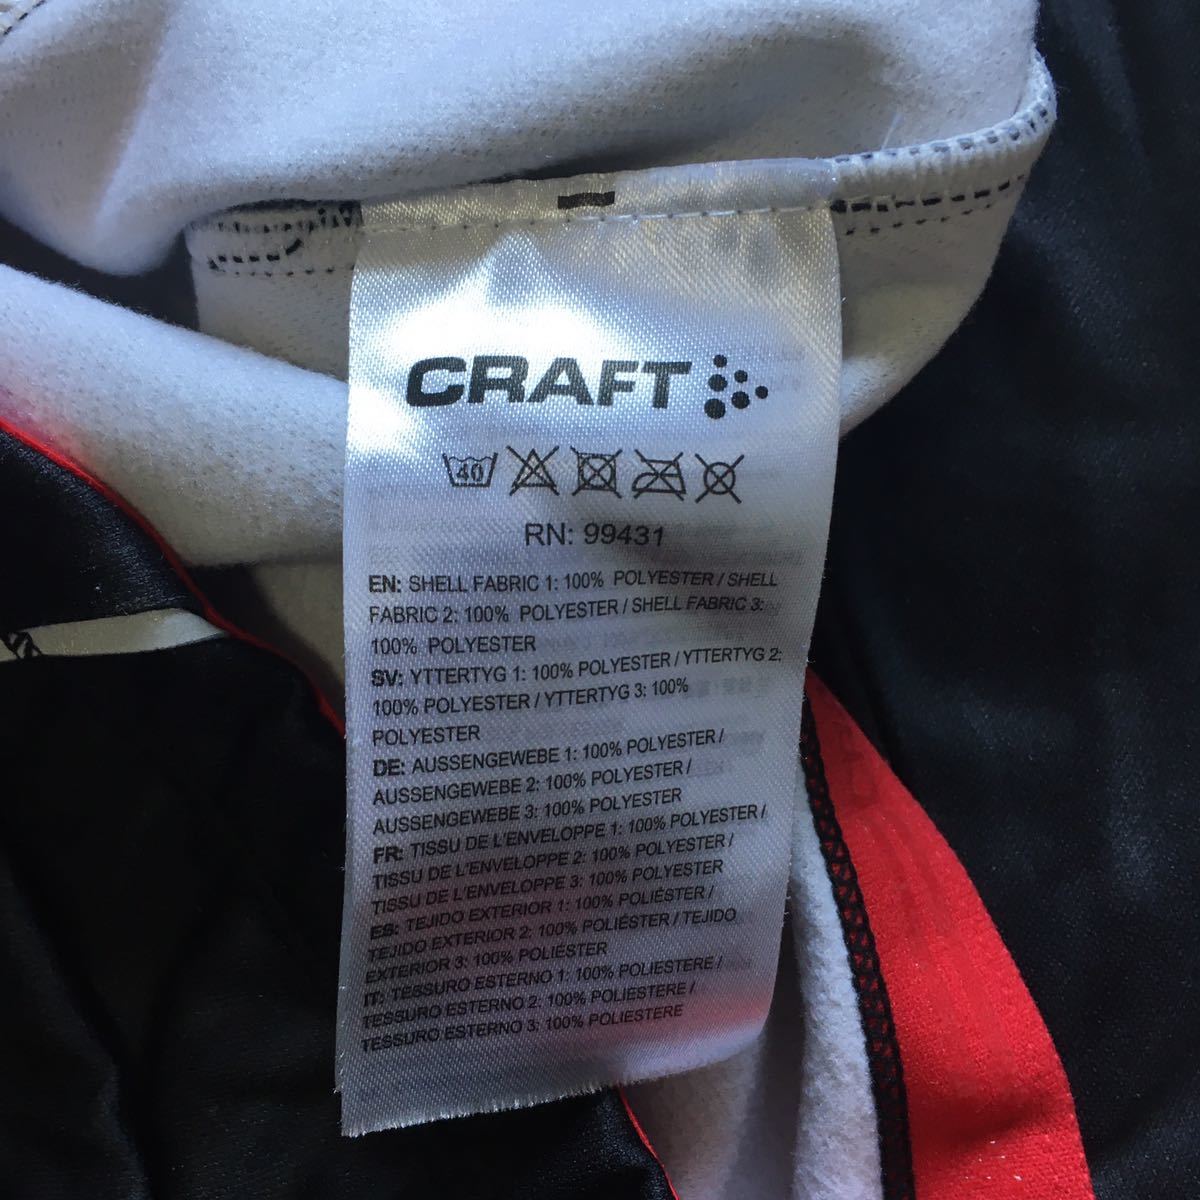 CRAFT
40
RN: 99431
EN: SHELL FABRIC 1: 100% POLYESTER / SHELL
FABRIC 2: 100% POLYESTER / SHELL FABRIC 3:
100% POLYESTER
SV: YTTERTYG 1: 100% POLYESTER / YTTERTYG 2:
100% POLYESTER / YTTERTYG 3: 100%
POLYESTER
DE: AUSSENGEWEBE 1: 100% POLYESTER /
AUSSENGEWEBE 2: 100% POLYESTER /
AUSSENGEWEBE 3: 100% POLYESTER
FR: TISSU DE L'ENVELOPPE 1: 100% POLYESTER /
TISSU DE L'ENVELOPPE 2: 100% POLYESTER /
TISSU DE L'ENVELOPPE 3: 100% POLYESTER
ES: TEJIDO EXTERIOR 1: 100% POLIÉSTER /
TEJIDO EXTERIOR 2: 100% POLIÉSTER / TEJIDO
EXTERIOR 3: 100% POLIÉSTER
IT: TESSURO ESTERNO 1: 100% POLIESTERE /
TESSURO ESTERNO 2: 100% POLIESTERE /
TESSURO ESTERNO 3: 100% POLIESTERE